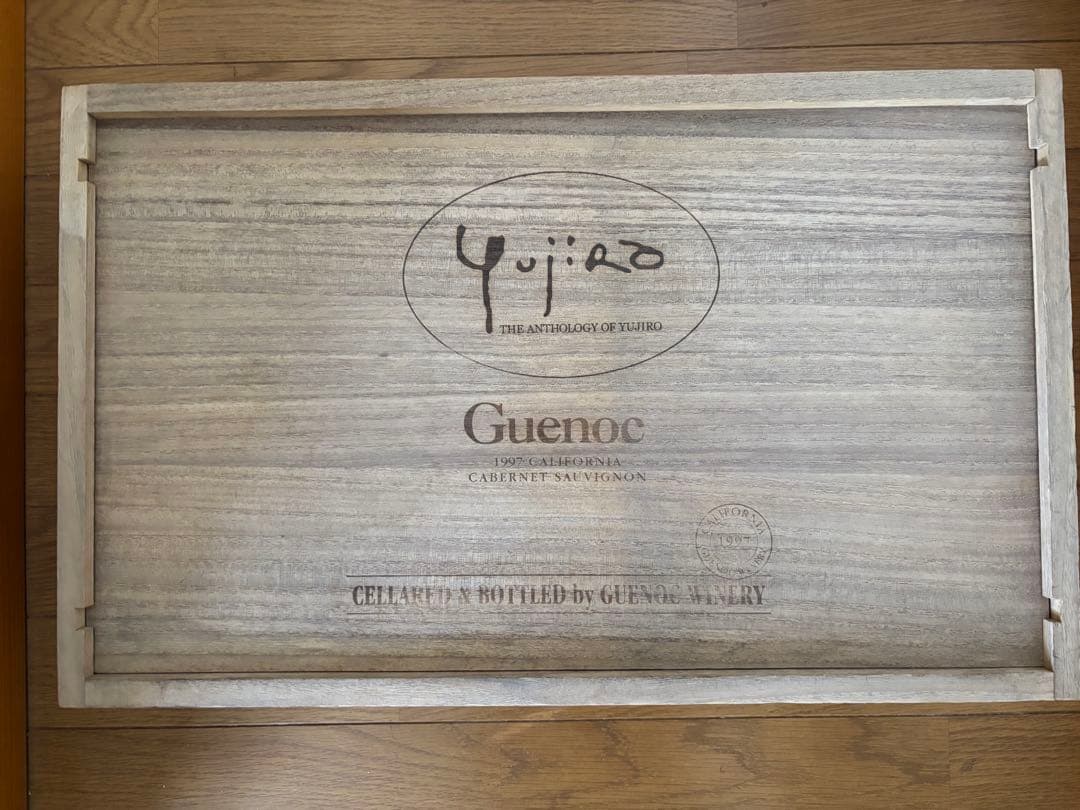 Yujiro
THE ANTHOLOGY OF YUJIRO
Guenoc
1997 CALIFORNIA
CABERNET SAUVIGNON
CALIFORNIA
1997
CELLARED & BOTTLED by GUENOC WINERY